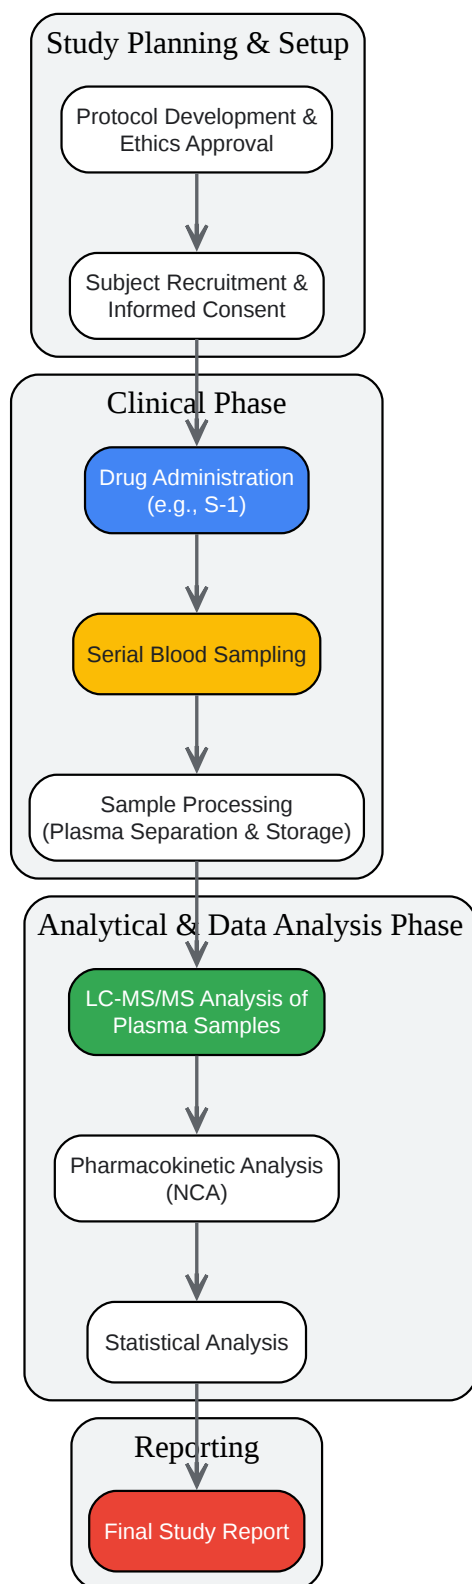 Study Planning & Setup
Protocol Development &
Ethics Approval
Subject Recruitment &
Informed Consent
Clinical Phase
Drug Administration
(e.g., S-1)
Serial Blood Sampling
Sample Processing
(Plasma Separation & Storage)
Analytical & Data Analysis Phase
LC-MS/MS Analysis of
Plasma Samples
Pharmacokinetic Analysis
(NCA)
Statistical Analysis
Reporting
Final Study Report